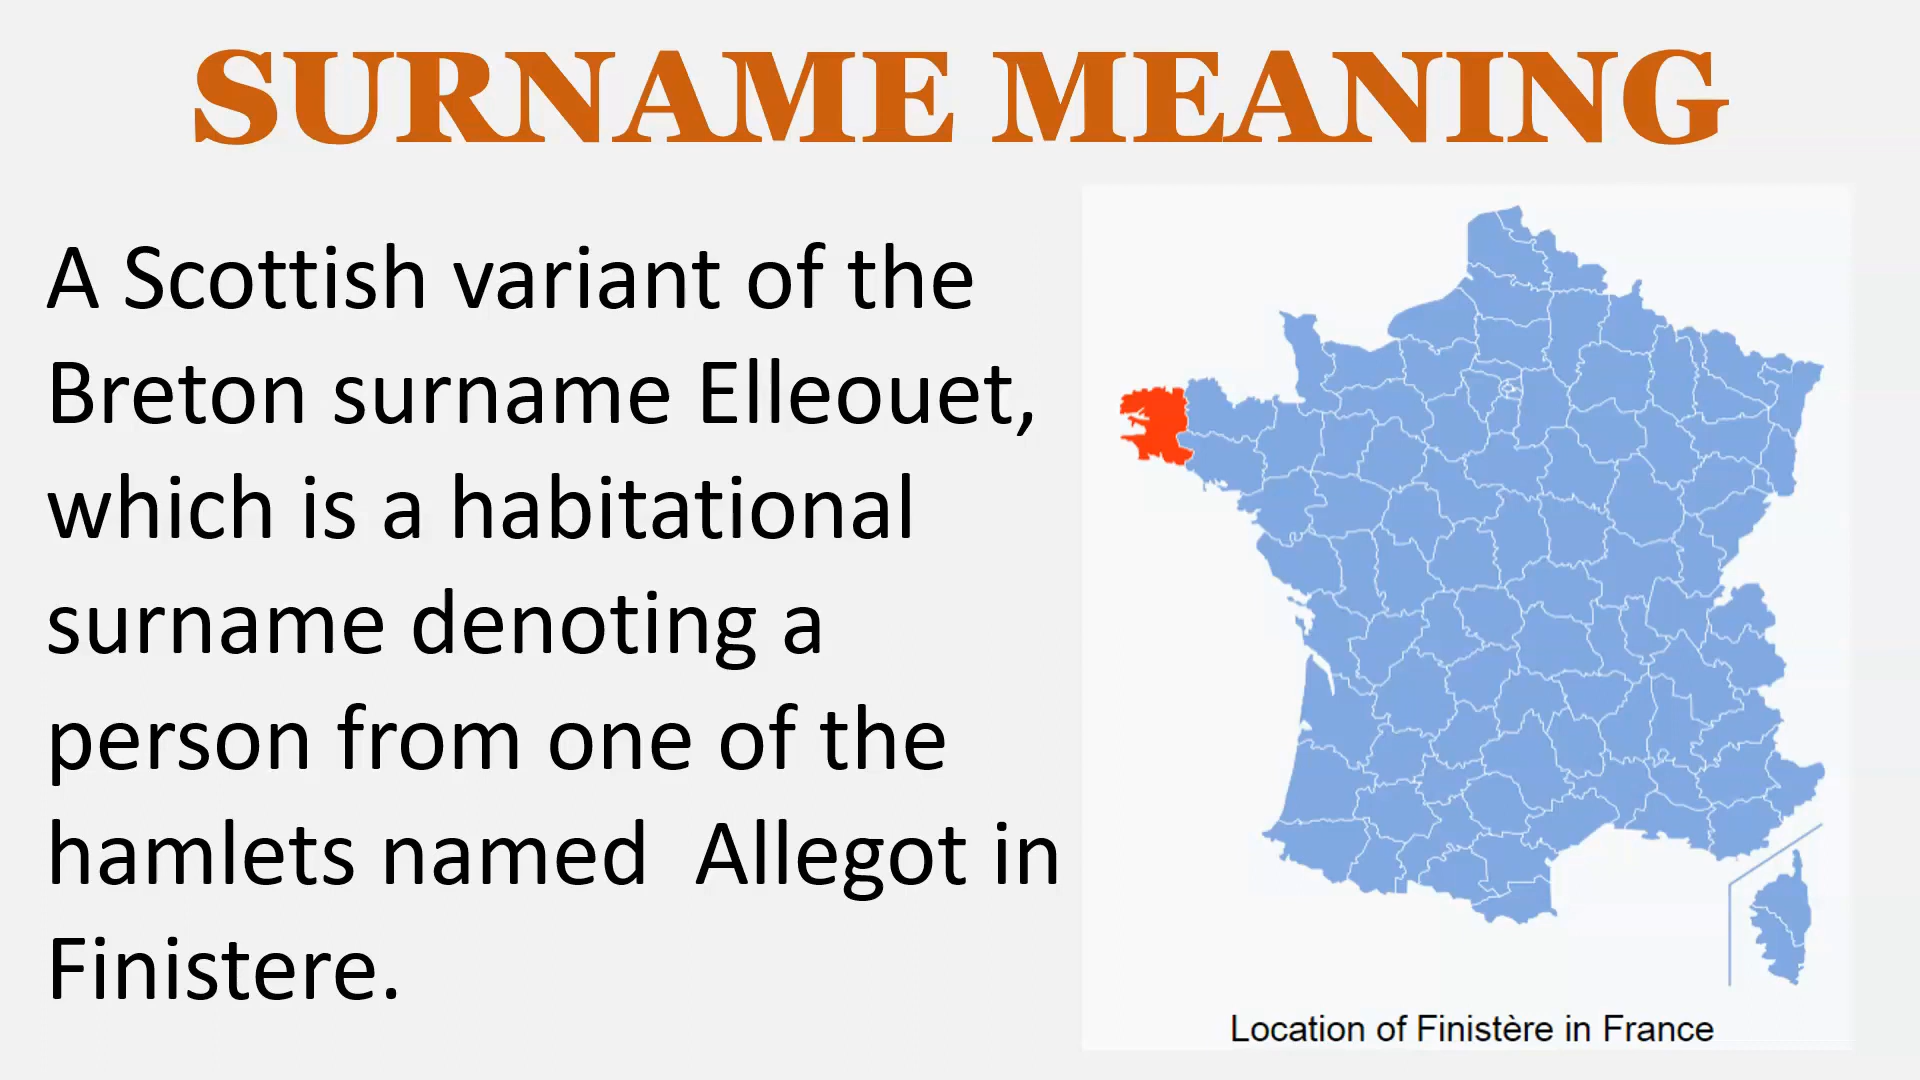 SURNAME MEANING
A Scottish variant of the
Breton surname Elleouet,
which is a habitational
surname denoting a
person from one of the
hamlets named  Allegot in
Finistere.
Location of Finistère in France